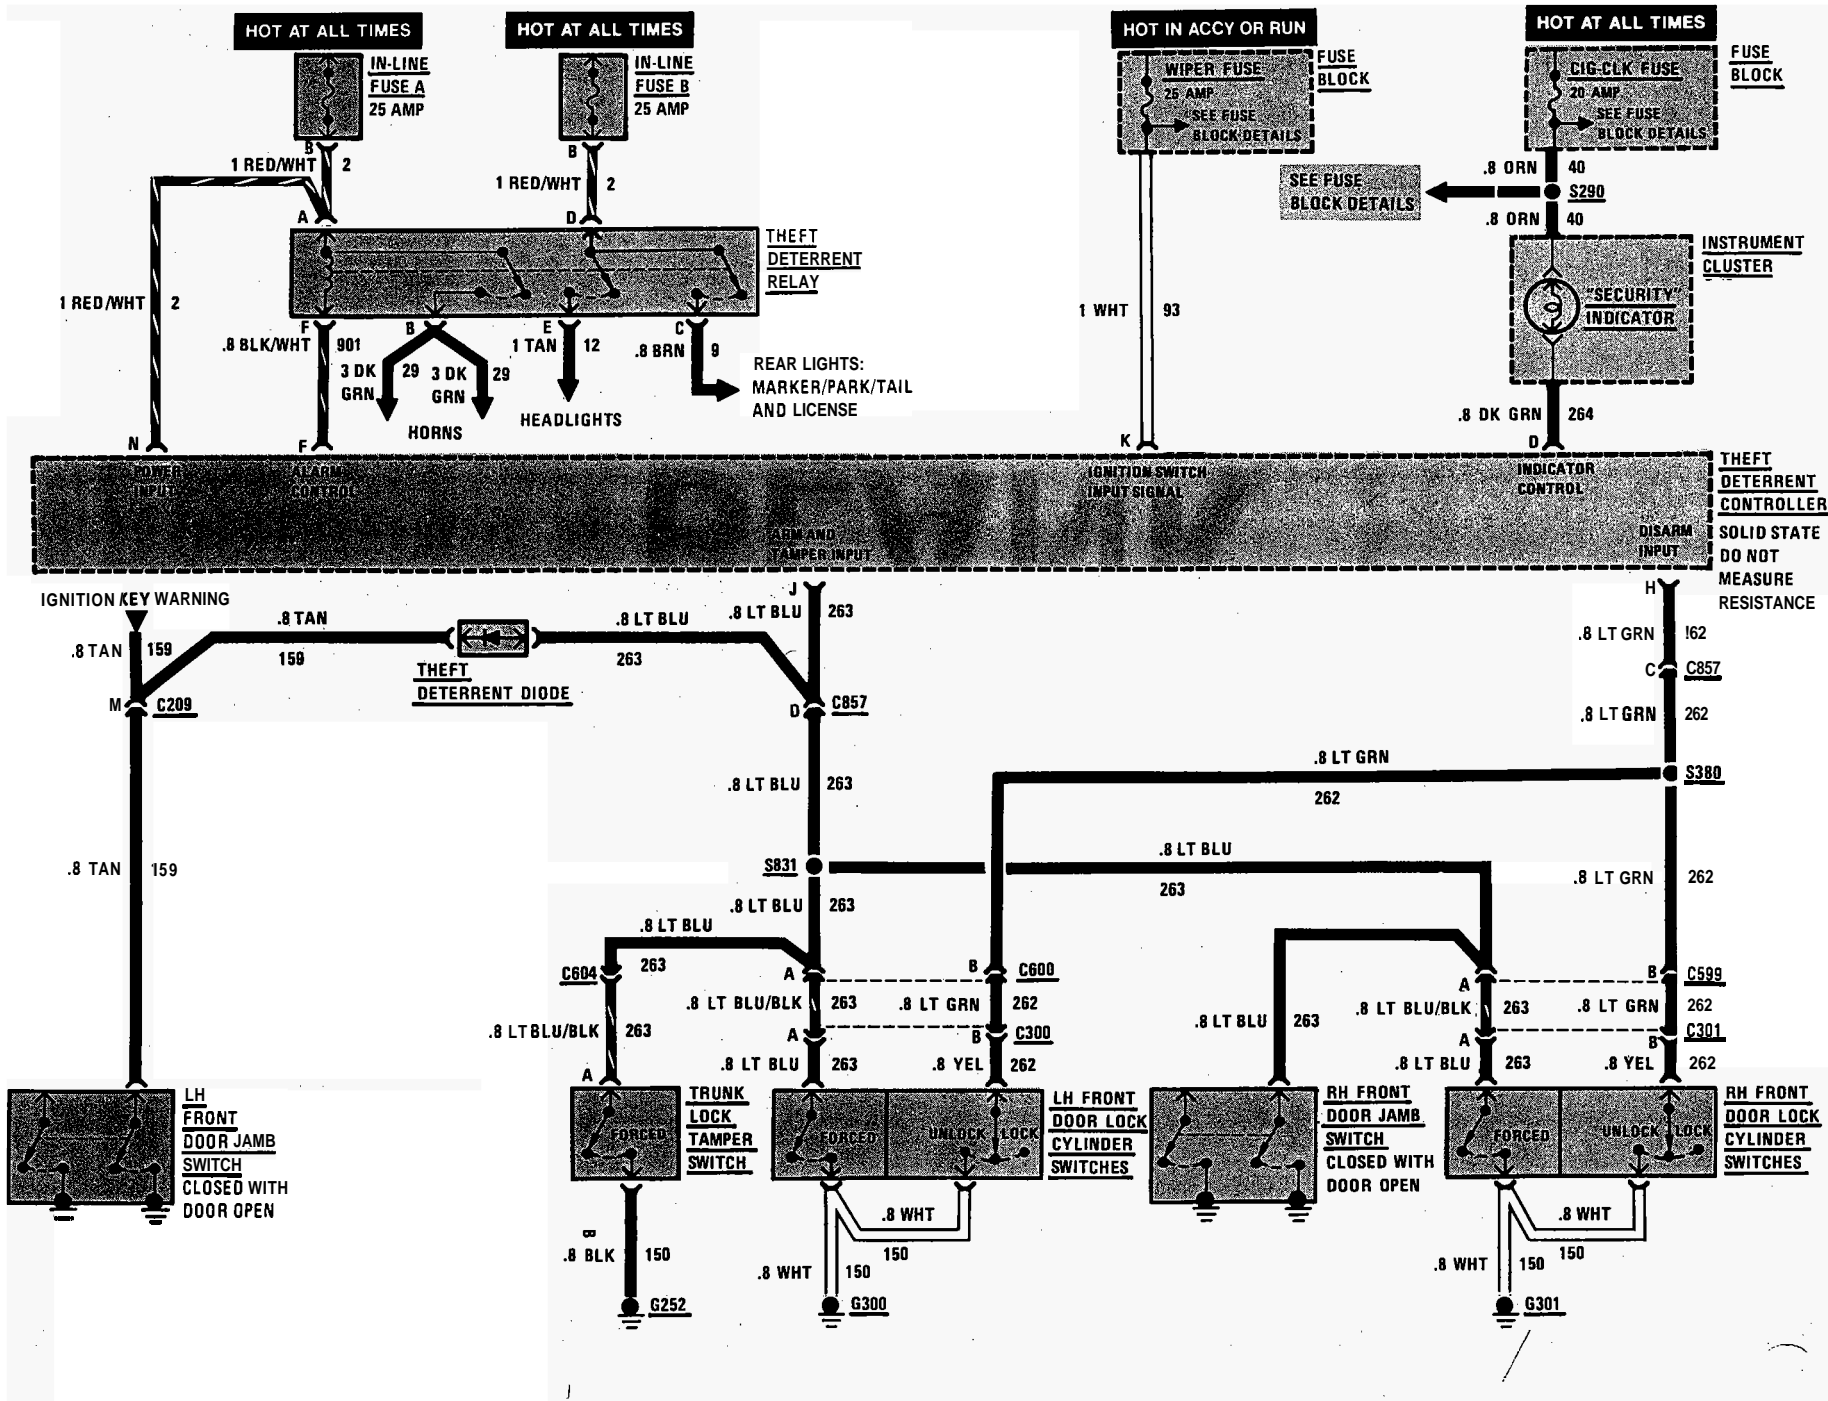 HOT AT ALL TIMES
HOT AT ALL TIMES
HOT IN ACCY OR RUN
HOT AT ALL TIMES
IN-LINE
FUSE A
25 AMP
IN-LINE
FUSE B
25 AMP
WIPER FUSE
25 AMP
SEE FUSE
BLOCK DETAILS
FUSE
BLOCK
CIG-CLK FUSE
20 AMP
SEE FUSE
BLOCK DETAILS
FUSE
BLOCK
B
1 RED/WHT 2
A
B
1 RED/WHT 2
D
.8 ORN 40
SEE FUSE
BLOCK DETAILS
S290
.8 ORN 40
THEFT
DETERRENT
RELAY
INSTRUMENT
CLUSTER
"SECURITY"
INDICATOR
1 RED/WHT 2
1 WHT 93
F
.8 BLK/WHT 901
B
3 DK
GRN
29
3 DK
GRN
29
HORNS
E
1 TAN 12
HEADLIGHTS
C
.8 BRN 9
REAR LIGHTS:
MARKER/PARK/TAIL
AND LICENSE
.8 DK GRN 264
N
F
K
D
POWER
INPUT
ALARM
CONTROL
IGNITION SWITCH
INPUT SIGNAL
INDICATOR
CONTROL
ARM AND
TAMPER INPUT
DISARM
INPUT
THEFT
DETERRENT
CONTROLLER
SOLID STATE
DO NOT
MEASURE
RESISTANCE
IGNITION KEY WARNING
.8 TAN 159
.8 TAN
159
THEFT
DETERRENT DIODE
.8 LT BLU
263
J
.8 LT BLU 263
H
.8 LT GRN !62
C C857
.8 LT GRN 262
M C209
D C857
.8 LT BLU 263
.8 LT GRN
262
S380
.8 TAN 159
S831
.8 LT BLU
263
.8 LT GRN 262
.8 LT BLU 263
.8 LT BLU
263
C604
A
B C600
A
B C599
.8 LT BLU/BLK 263
.8 LT GRN 262
.8 LT BLU/BLK 263
.8 LT GRN 262
.8 LT BLU/BLK 263
.8 LT BLU 263
A
B C300
A
B C301
.8 LT BLU 263
.8 YEL 262
.8 LT BLU 263
.8 YEL 262
A
LH
FRONT
DOOR JAMB
SWITCH
CLOSED WITH
DOOR OPEN
FORCED
TRUNK
LOCK
TAMPER
SWITCH
FORCED
UNLOCK LOCK
LH FRONT
DOOR LOCK
CYLINDER
SWITCHES
RH FRONT
DOOR JAMB
SWITCH
CLOSED WITH
DOOR OPEN
FORCED
UNLOCK LOCK
RH FRONT
DOOR LOCK
CYLINDER
SWITCHES
B
.8 BLK 150
G252
.8 WHT
150
.8 WHT 150
G300
.8 WHT
150
.8 WHT 150
G301